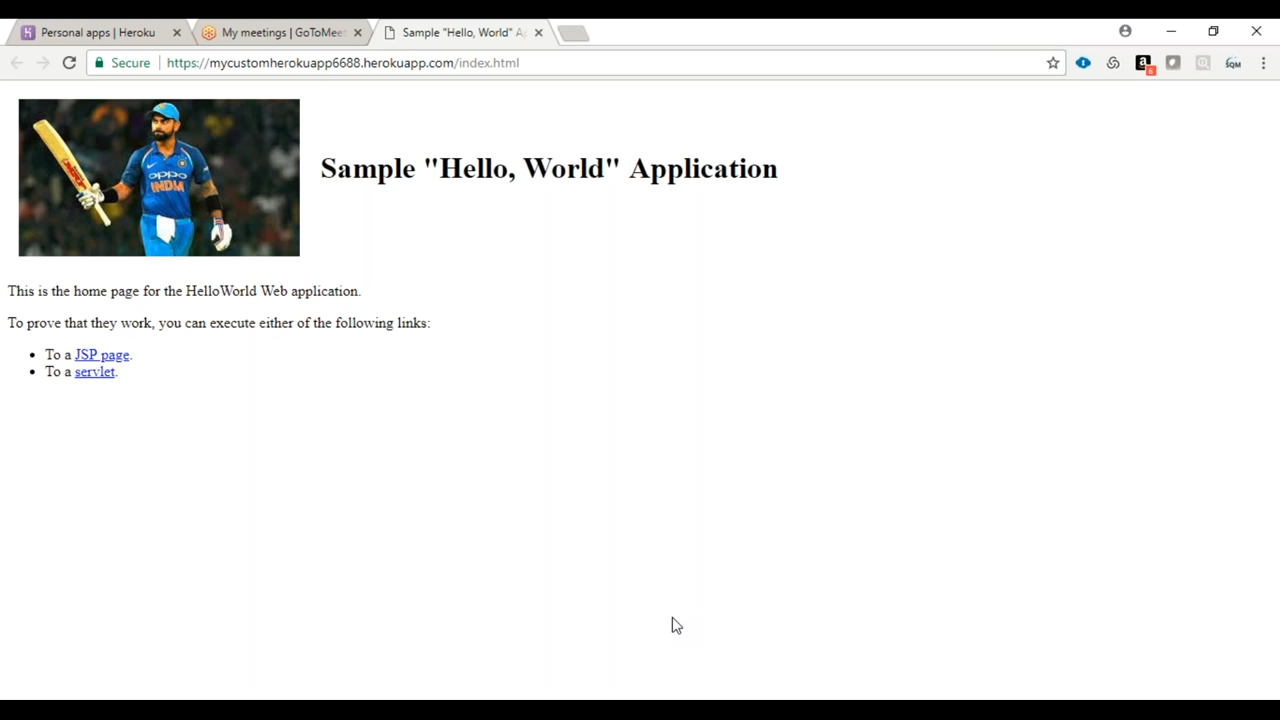 Personal apps | Heroku
My meetings | GoToMeet
Sample "Hello, World" A
Secure
https://mycustomherokuapp6688.herokuapp.com/index.html
a
6
SQM
oppo
INDIA
Sample "Hello, World" Application
This is the home page for the HelloWorld Web application.
To prove that they work, you can execute either of the following links:
• To a JSP page.
• To a servlet.